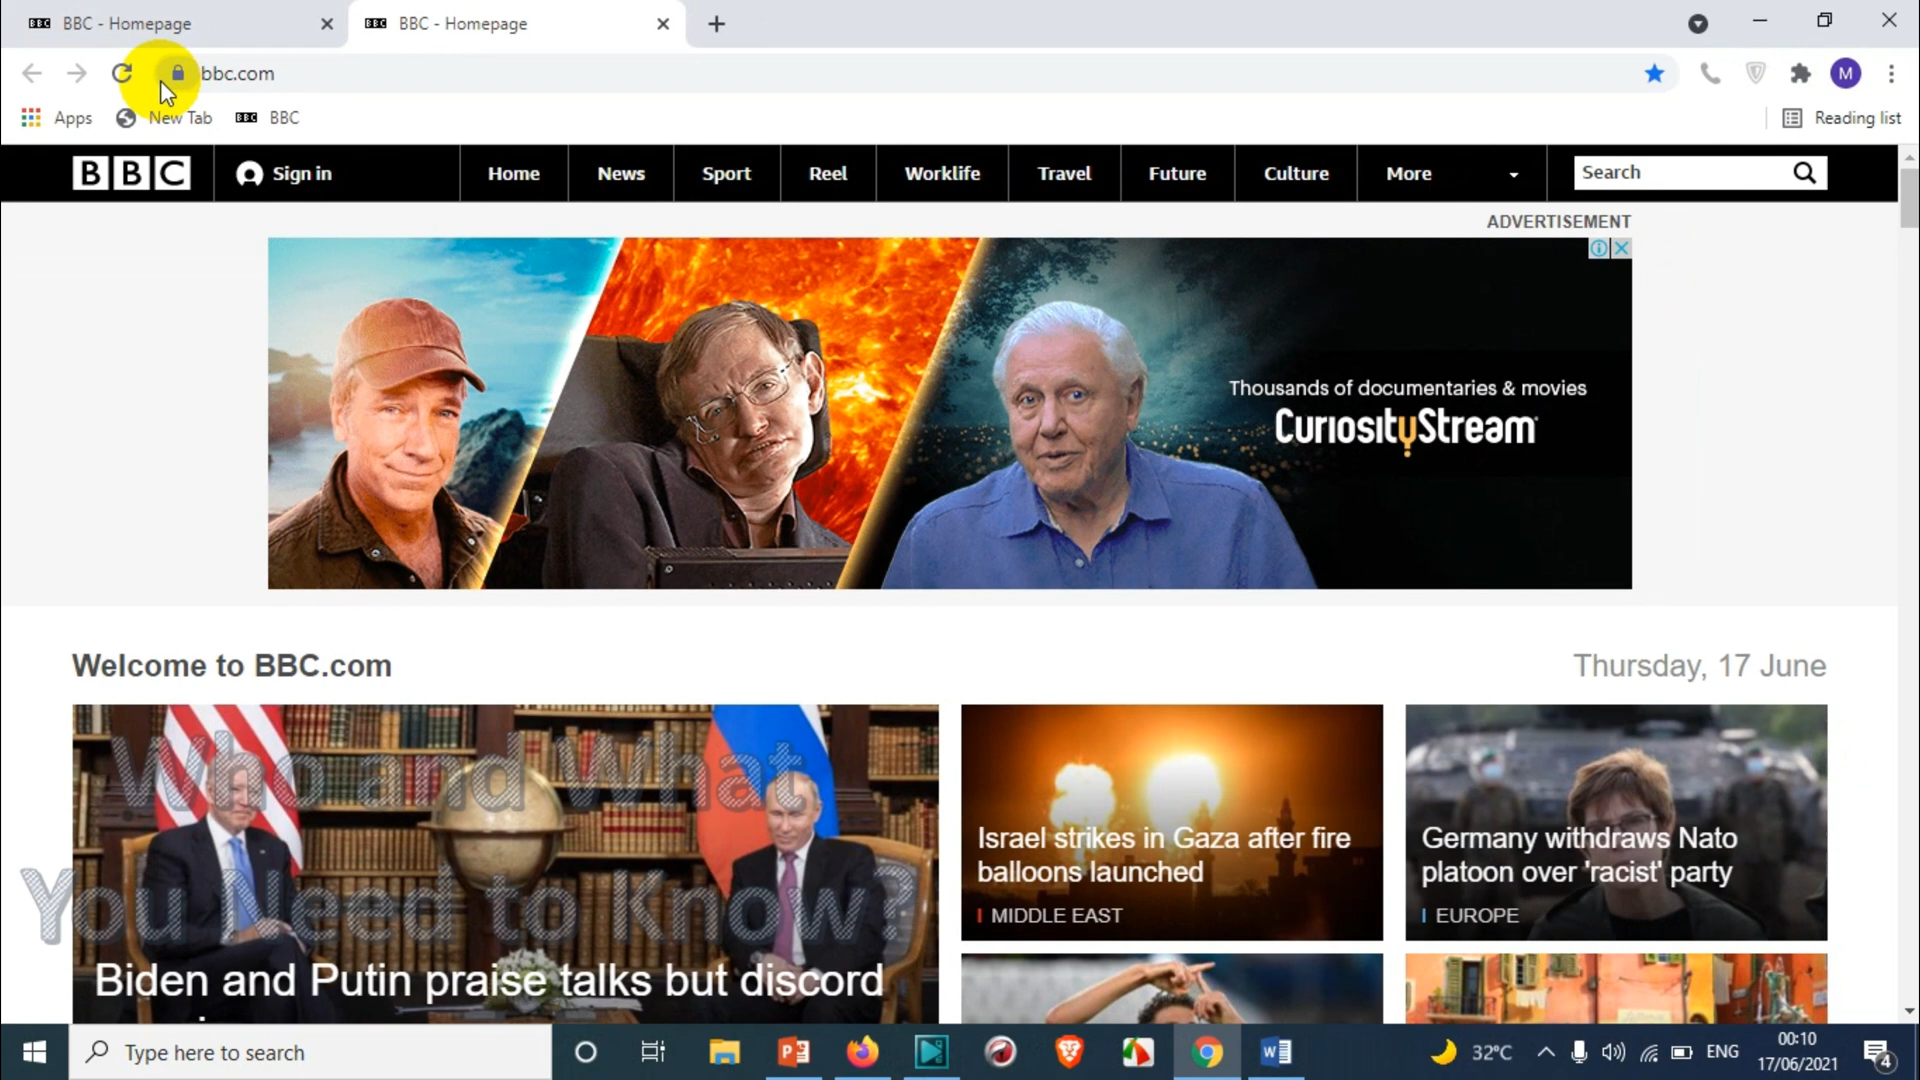 BBC - Homepage
BBC - Homepage
bbc.com
M
Apps
New Tab
BBC
BBC
Reading list
BBC
Sign in
Home
News
Sport
Reel
Worklife
Travel
Future
Culture
More
Search
ADVERTISEMENT
Thousands of documentaries & movies
CuriosityStream
Welcome to BBC.com
Thursday, 17 June
Who and What
You Need to Know?
Biden and Putin praise talks but discord
Israel strikes in Gaza after fire
balloons launched
MIDDLE EAST
Germany withdraws Nato
platoon over 'racist' party
EUROPE
Type here to search
32°C
ENG
00:10
17/06/2021
4